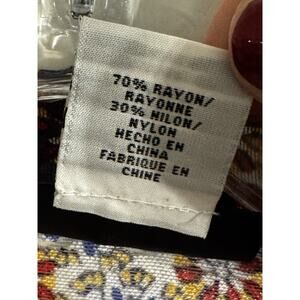 70% RAYON/
RAYONNE
30% NILON/
NYLON
HECHO EN
CHINA
FABRIQUE EN
CHINE